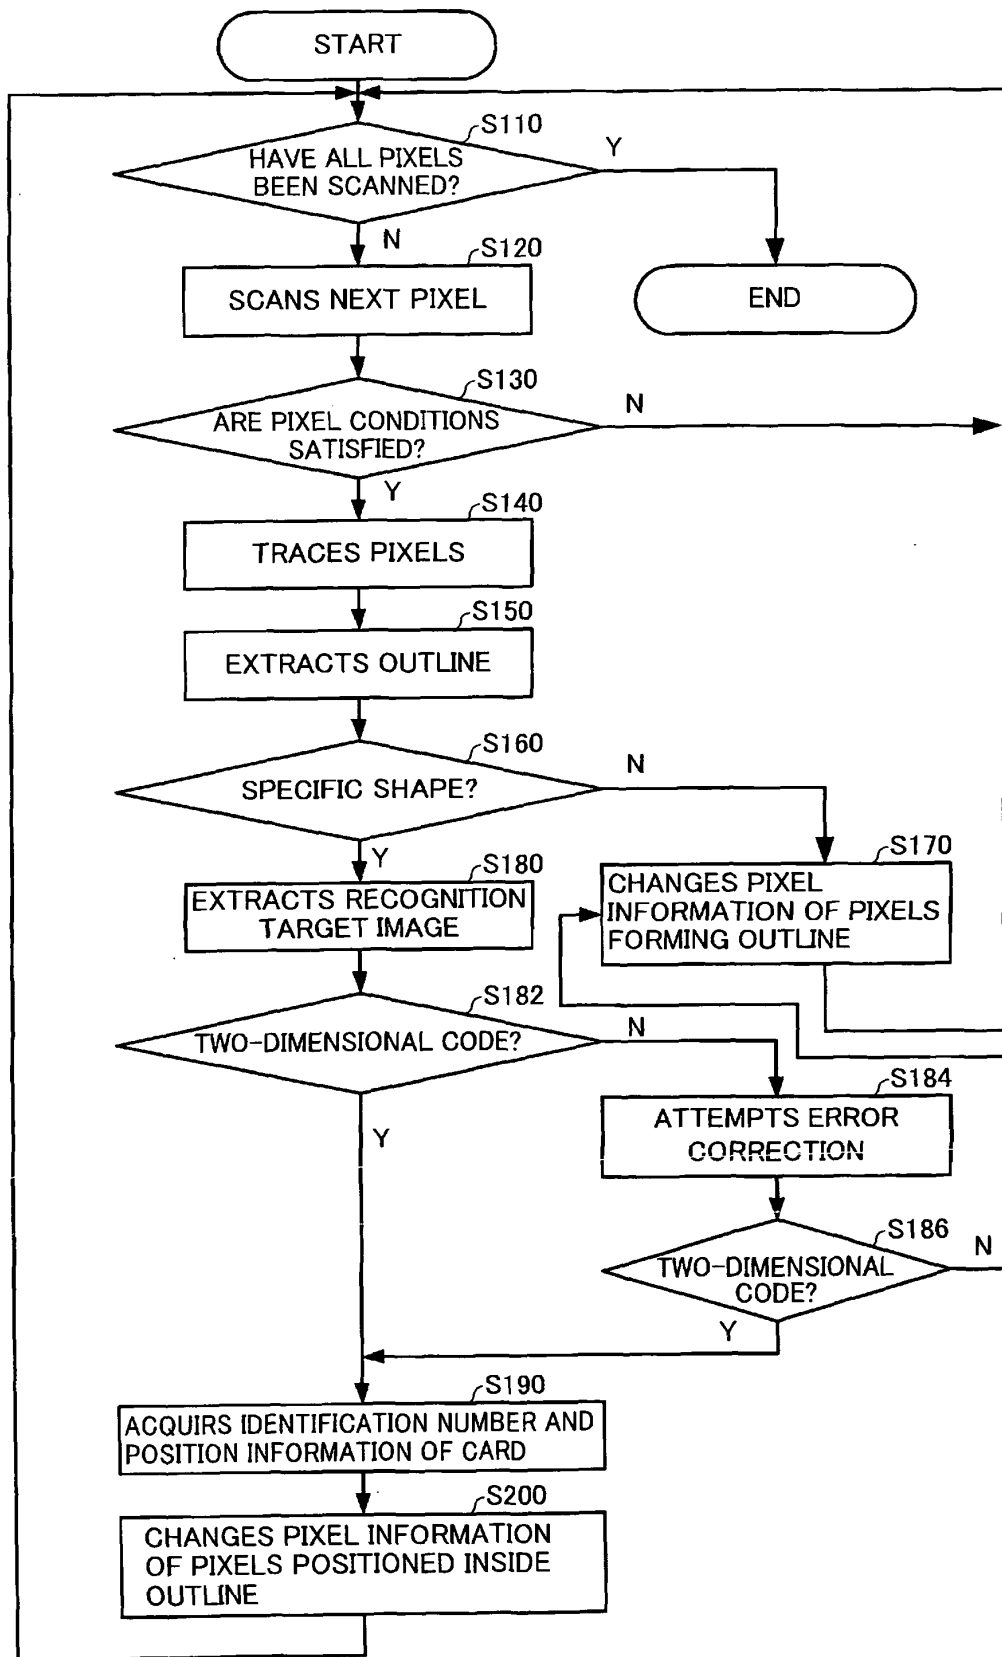 START
S110
HAVE ALL PIXELS
BEEN SCANNED?
Y
N
S120
SCANS NEXT PIXEL
END
S130
ARE PIXEL CONDITIONS
SATISFIED?
N
Y
S140
TRACES PIXELS
S150
EXTRACTS OUTLINE
S160
SPECIFIC SHAPE?
N
Y
S170
CHANGES PIXEL
INFORMATION OF PIXELS
FORMING OUTLINE
S180
EXTRACTS RECOGNITION
TARGET IMAGE
S182
TWO-DIMENSIONAL CODE?
N
Y
S184
ATTEMPTS ERROR
CORRECTION
S186
TWO-DIMENSIONAL
CODE?
N
Y
S190
ACQUIRS IDENTIFICATION NUMBER AND
POSITION INFORMATION OF CARD
S200
CHANGES PIXEL INFORMATION
OF PIXELS POSITIONED INSIDE
OUTLINE